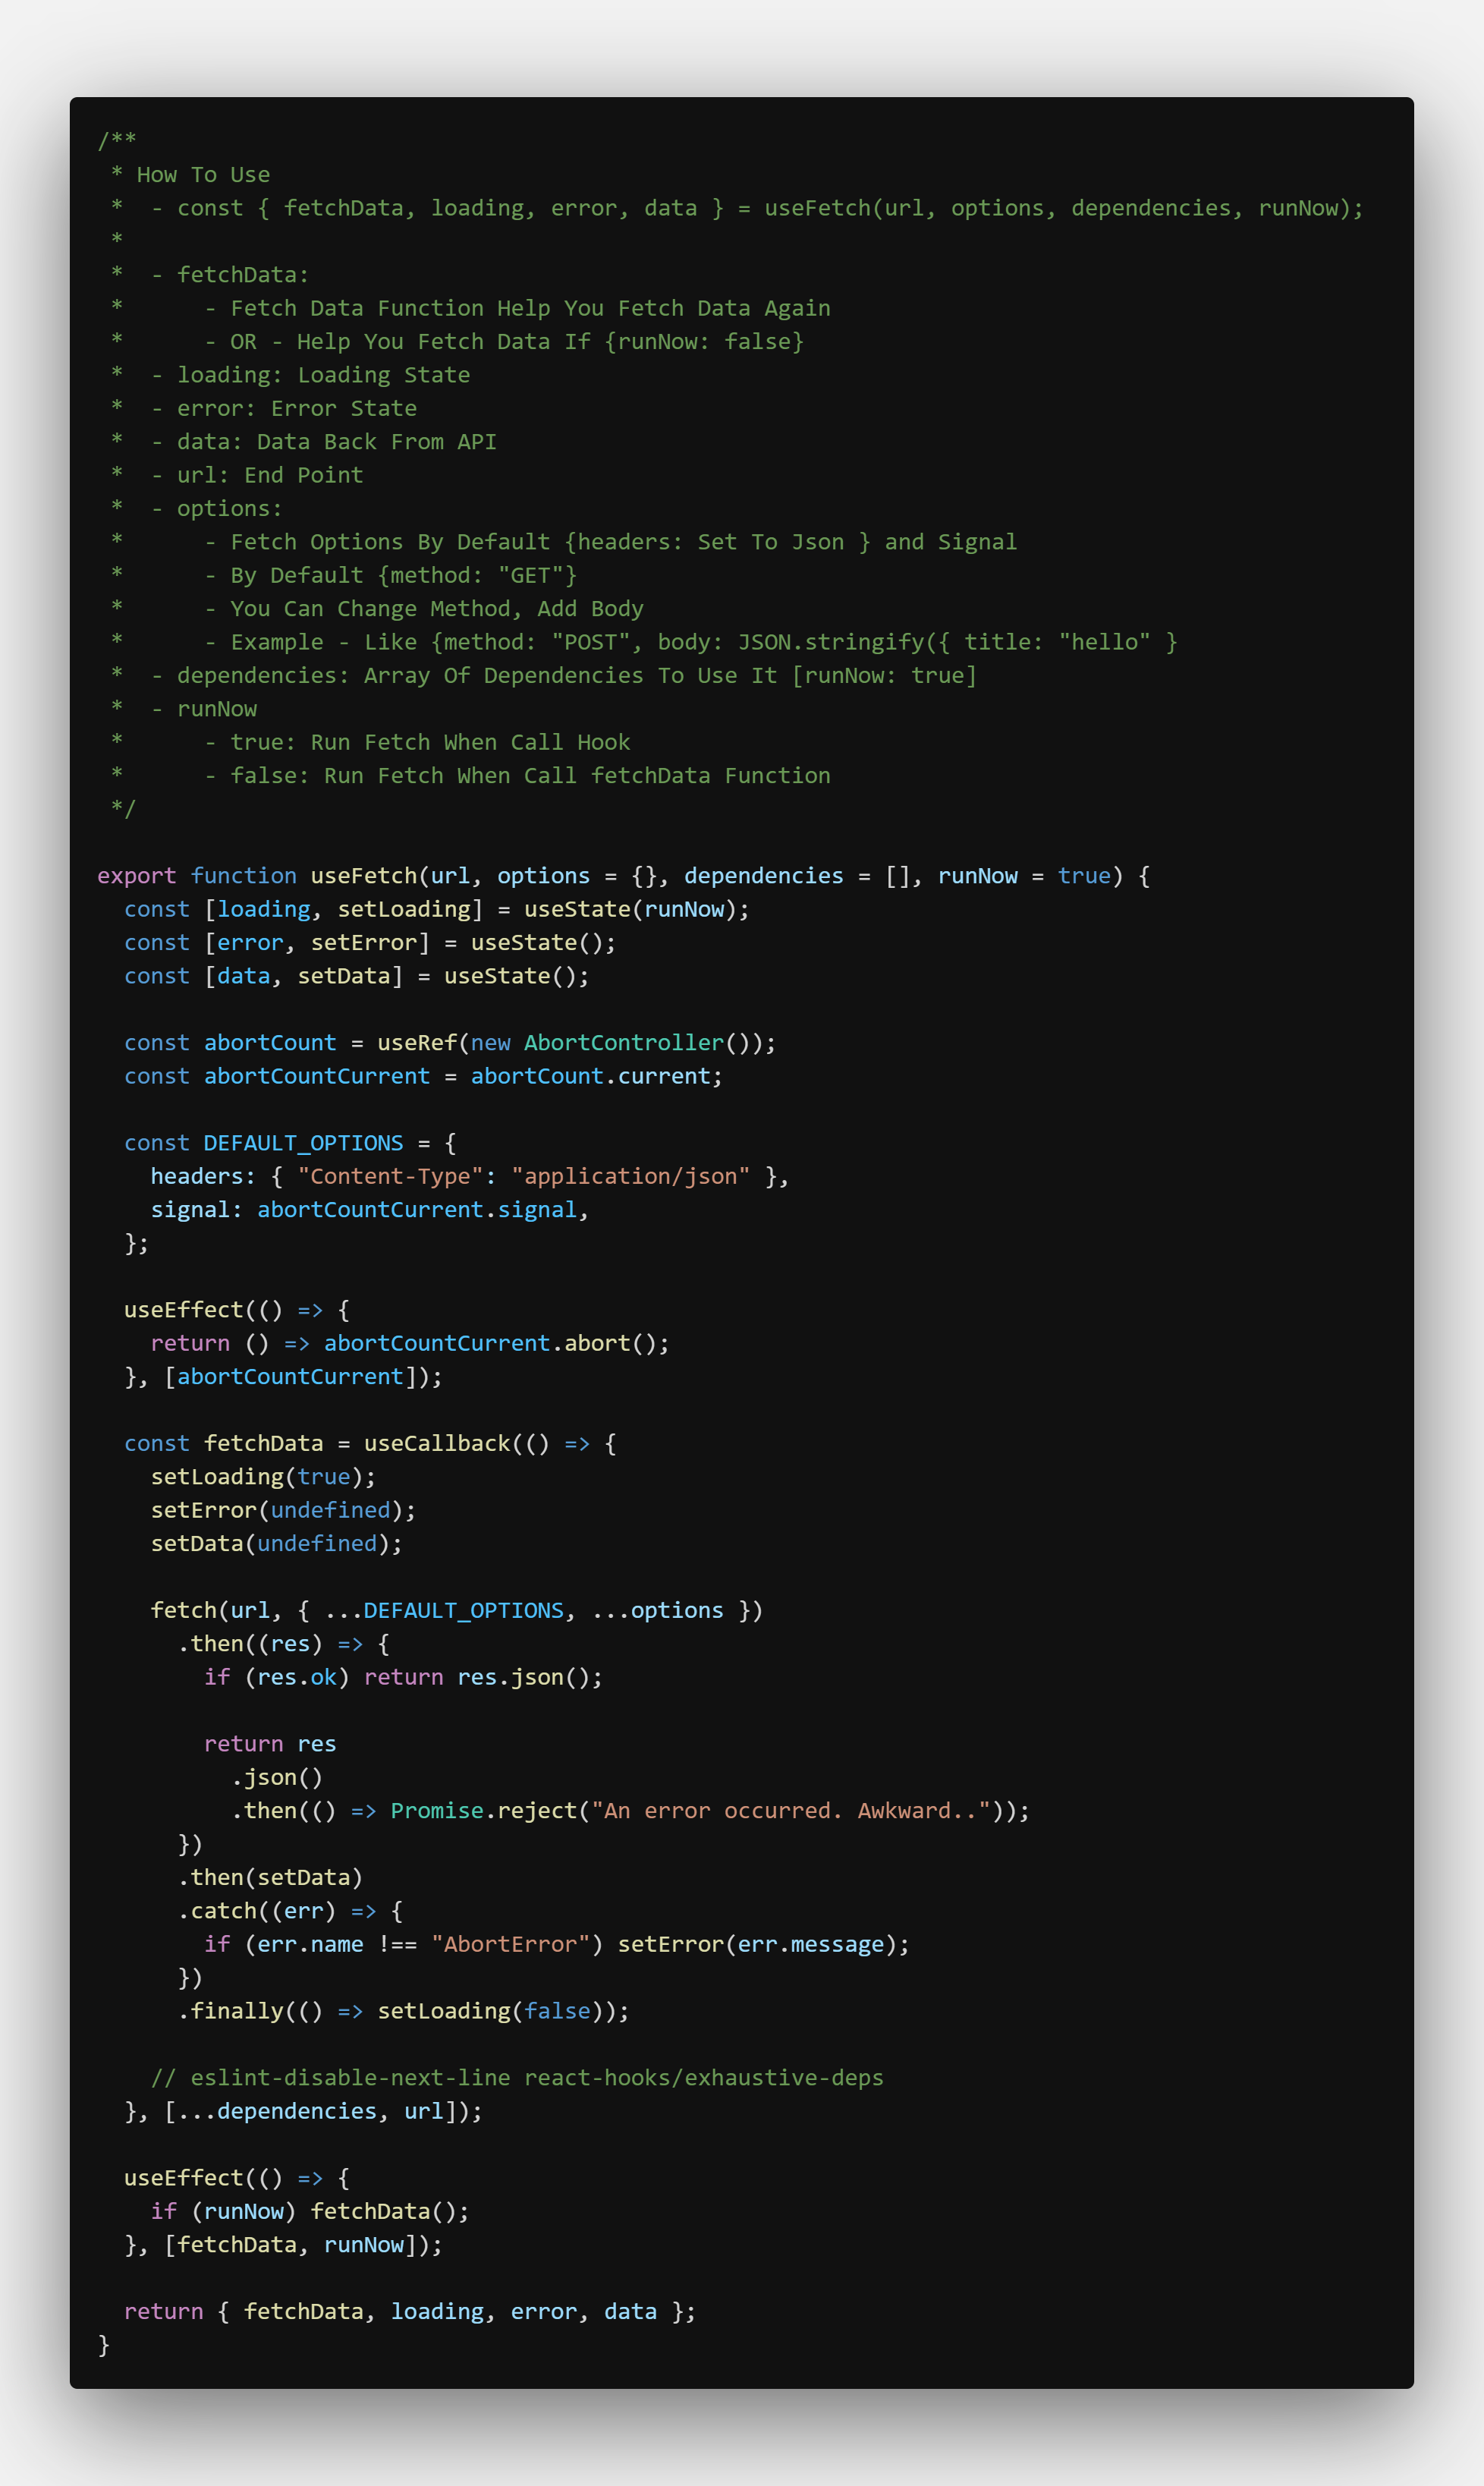 /**
 * How To Use
 *  - const { fetchData, loading, error, data } = useFetch(url, options, dependencies, runNow);
 *
 *  - fetchData:
 *      - Fetch Data Function Help You Fetch Data Again
 *      - OR - Help You Fetch Data If {runNow: false}
 *  - loading: Loading State
 *  - error: Error State
 *  - data: Data Back From API
 *  - url: End Point
 *  - options:
 *      - Fetch Options By Default {headers: Set To Json } and Signal
 *      - By Default {method: "GET"}
 *      - You Can Change Method, Add Body
 *      - Example - Like {method: "POST", body: JSON.stringify({ title: "hello" }
 *  - dependencies: Array Of Dependencies To Use It [runNow: true]
 *  - runNow
 *      - true: Run Fetch When Call Hook
 *      - false: Run Fetch When Call fetchData Function
 */

export function useFetch(url, options = {}, dependencies = [], runNow = true) {
  const [loading, setLoading] = useState(runNow);
  const [error, setError] = useState();
  const [data, setData] = useState();

  const abortCount = useRef(new AbortController());
  const abortCountCurrent = abortCount.current;

  const DEFAULT_OPTIONS = {
    headers: { "Content-Type": "application/json" },
    signal: abortCountCurrent.signal,
  };

  useEffect(() => {
    return () => abortCountCurrent.abort();
  }, [abortCountCurrent]);

  const fetchData = useCallback(() => {
    setLoading(true);
    setError(undefined);
    setData(undefined);

    fetch(url, { ...DEFAULT_OPTIONS, ...options })
      .then((res) => {
        if (res.ok) return res.json();

        return res
          .json()
          .then(() => Promise.reject("An error occurred. Awkward.."));
      })
      .then(setData)
      .catch((err) => {
        if (err.name !== "AbortError") setError(err.message);
      })
      .finally(() => setLoading(false));

    // eslint-disable-next-line react-hooks/exhaustive-deps
  }, [...dependencies, url]);

  useEffect(() => {
    if (runNow) fetchData();
  }, [fetchData, runNow]);

  return { fetchData, loading, error, data };
}